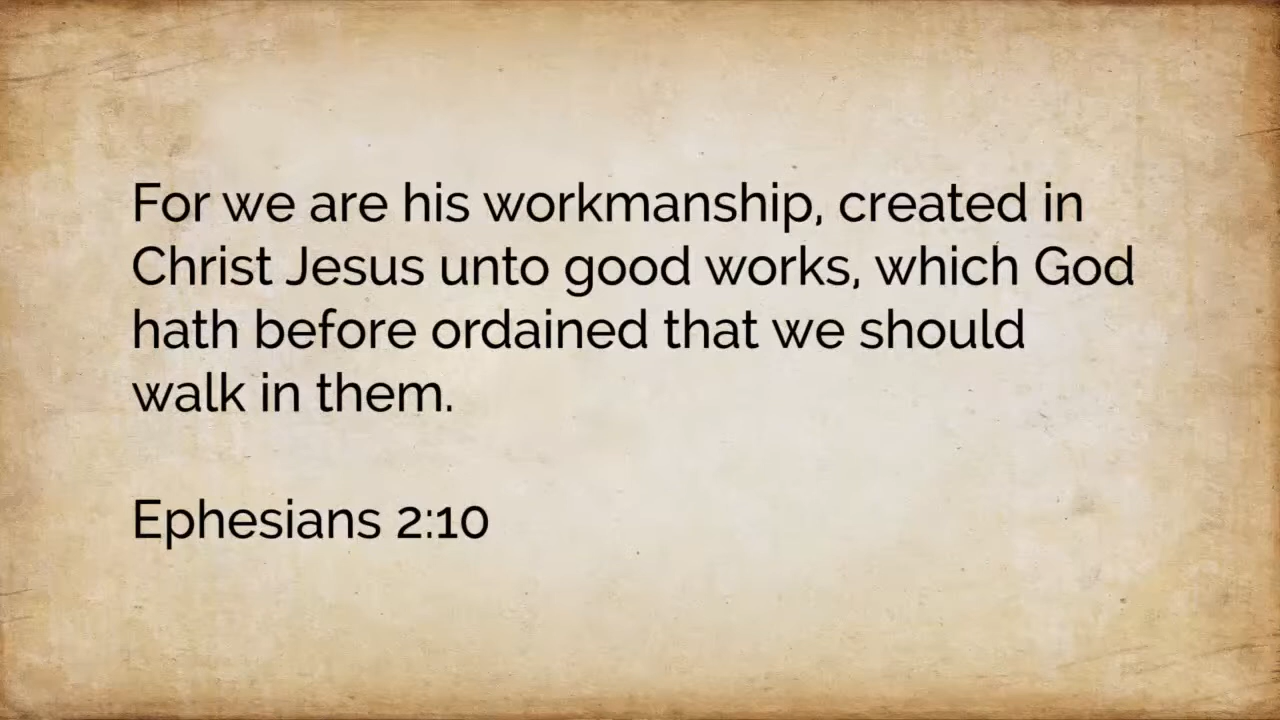 For we are his workmanship, created in
Christ Jesus unto good works, which God
hath before ordained that we should
walk in them.
Ephesians 2:10